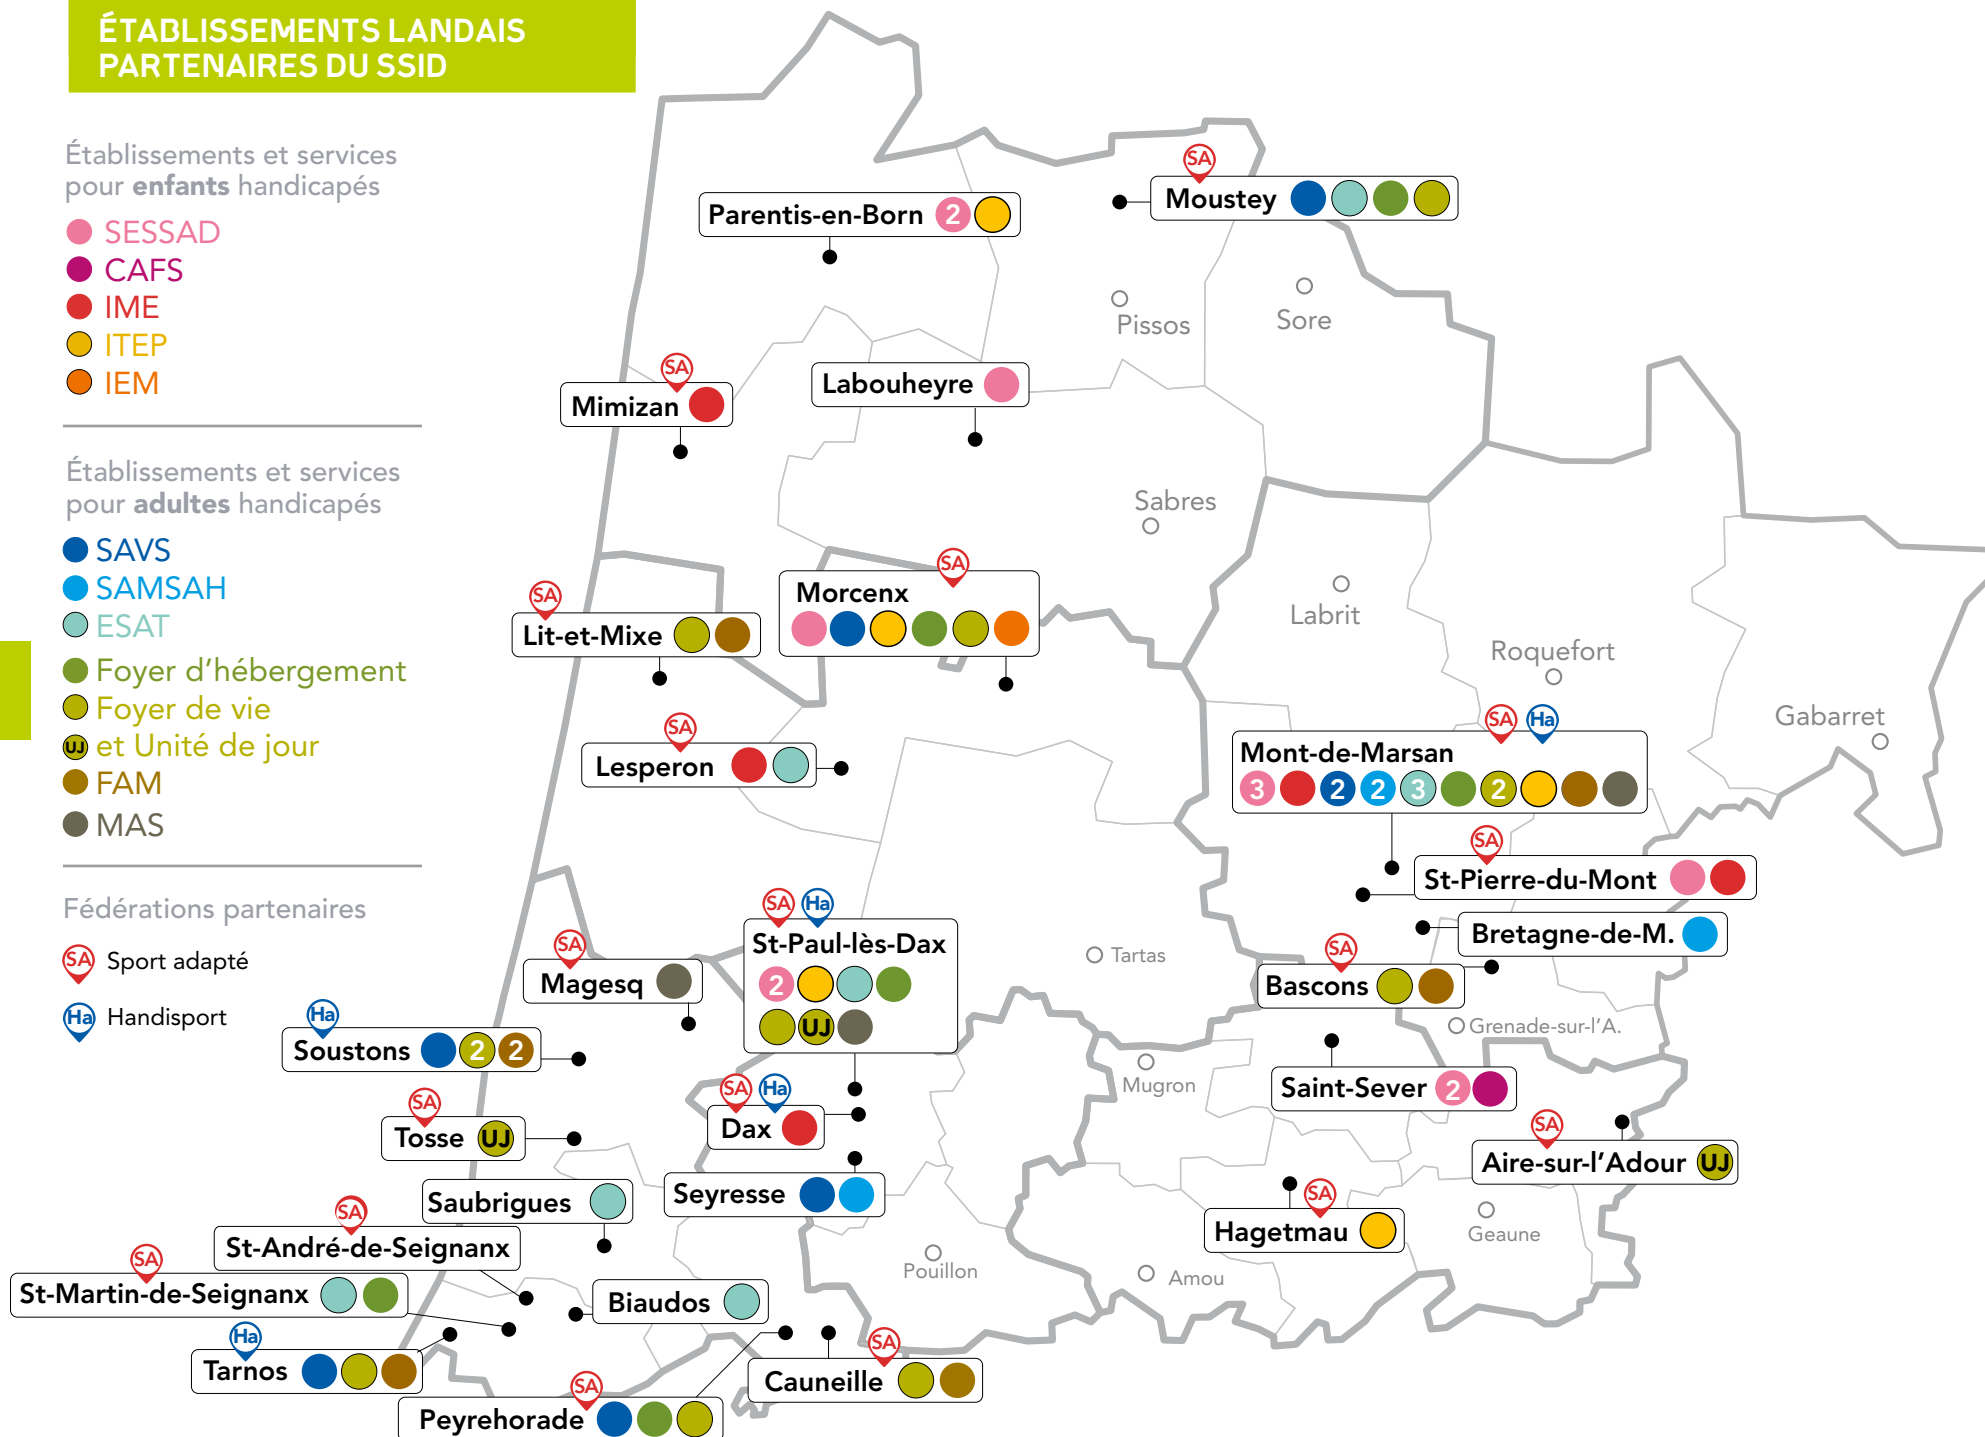 ÉTABLISSEMENTS LANDAIS
PARTENAIRES DU SSID
Établissements et services
pour enfants handicapés
SESSAD
CAFS
IME
ITEP
IEM
Établissements et services
pour adultes handicapés
SAVS
SAMSAH
ESAT
Foyer d'hébergement
Foyer de vie
UJ et Unité de jour
FAM
MAS
Fédérations partenaires
SA Sport adapté
Ha Handisport
SA
Moustey
Parentis-en-Born 2
Pissos
Sore
SA
Mimizan
Labouheyre
Sabres
SA
Morcenx
SA
Lit-et-Mixe
Labrit
Roquefort
Gabarret
SA
Lesperon
SA Ha
Mont-de-Marsan
3 2 2 3 2
SA
St-Pierre-du-Mont
Bretagne-de-M.
SA
Bascons
Grenade-sur-l'A.
Tartas
SA Ha
St-Paul-lès-Dax
2
UJ
SA
Magesq
Ha
Soustons 2 2
Mugron
Saint-Sever 2
SA Ha
Dax
SA
Tosse UJ
SA
Aire-sur-l'Adour UJ
Seyresse
Saubrigues
SA
Hagetmau
Geaune
SA
St-André-de-Seignanx
Pouillon
Amou
SA
St-Martin-de-Seignanx
Biaudos
Ha
Tarnos
SA
Cauneille
SA
Peyrehorade